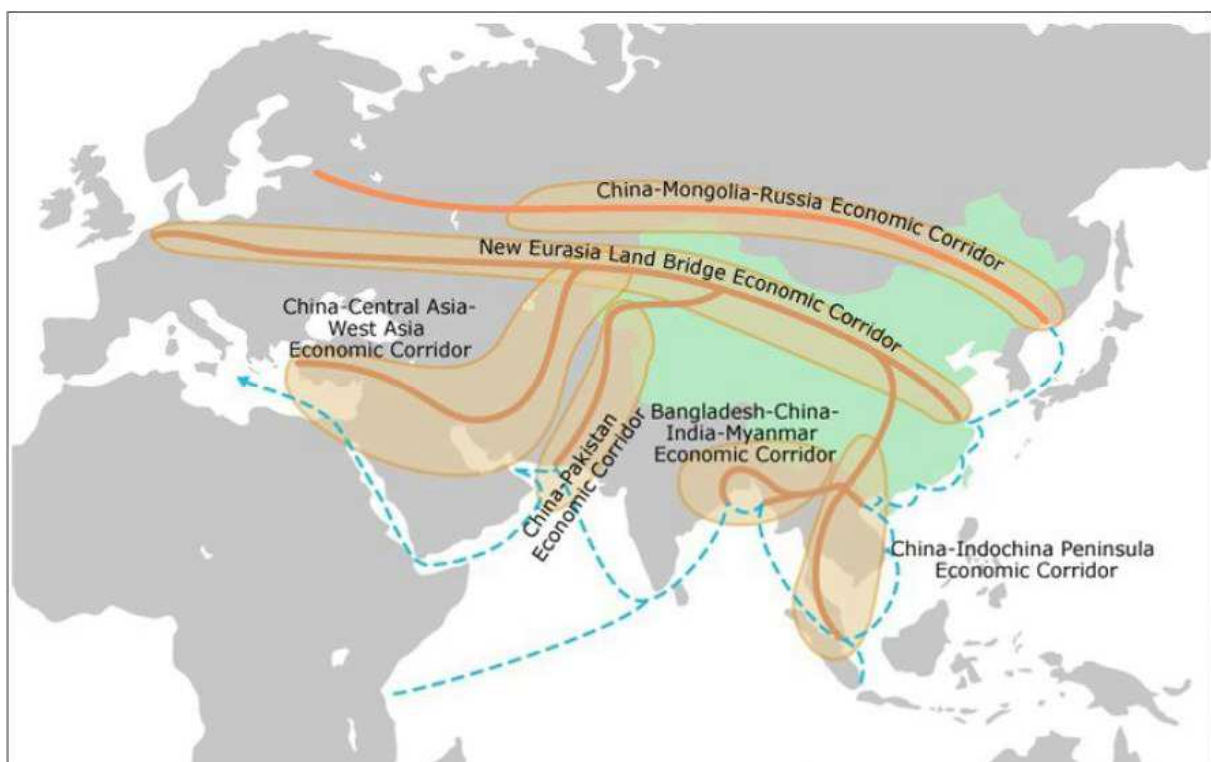 China-Mongolia-Russia Economic Corridor
New Eurasia Land Bridge Economic Corridor
China-Central Asia-
West Asia
Economic Corridor
China-Pakistan
Economic Corridor
Bangladesh-China-
India-Myanmar
Economic Corridor
China-Indochina Peninsula
Economic Corridor